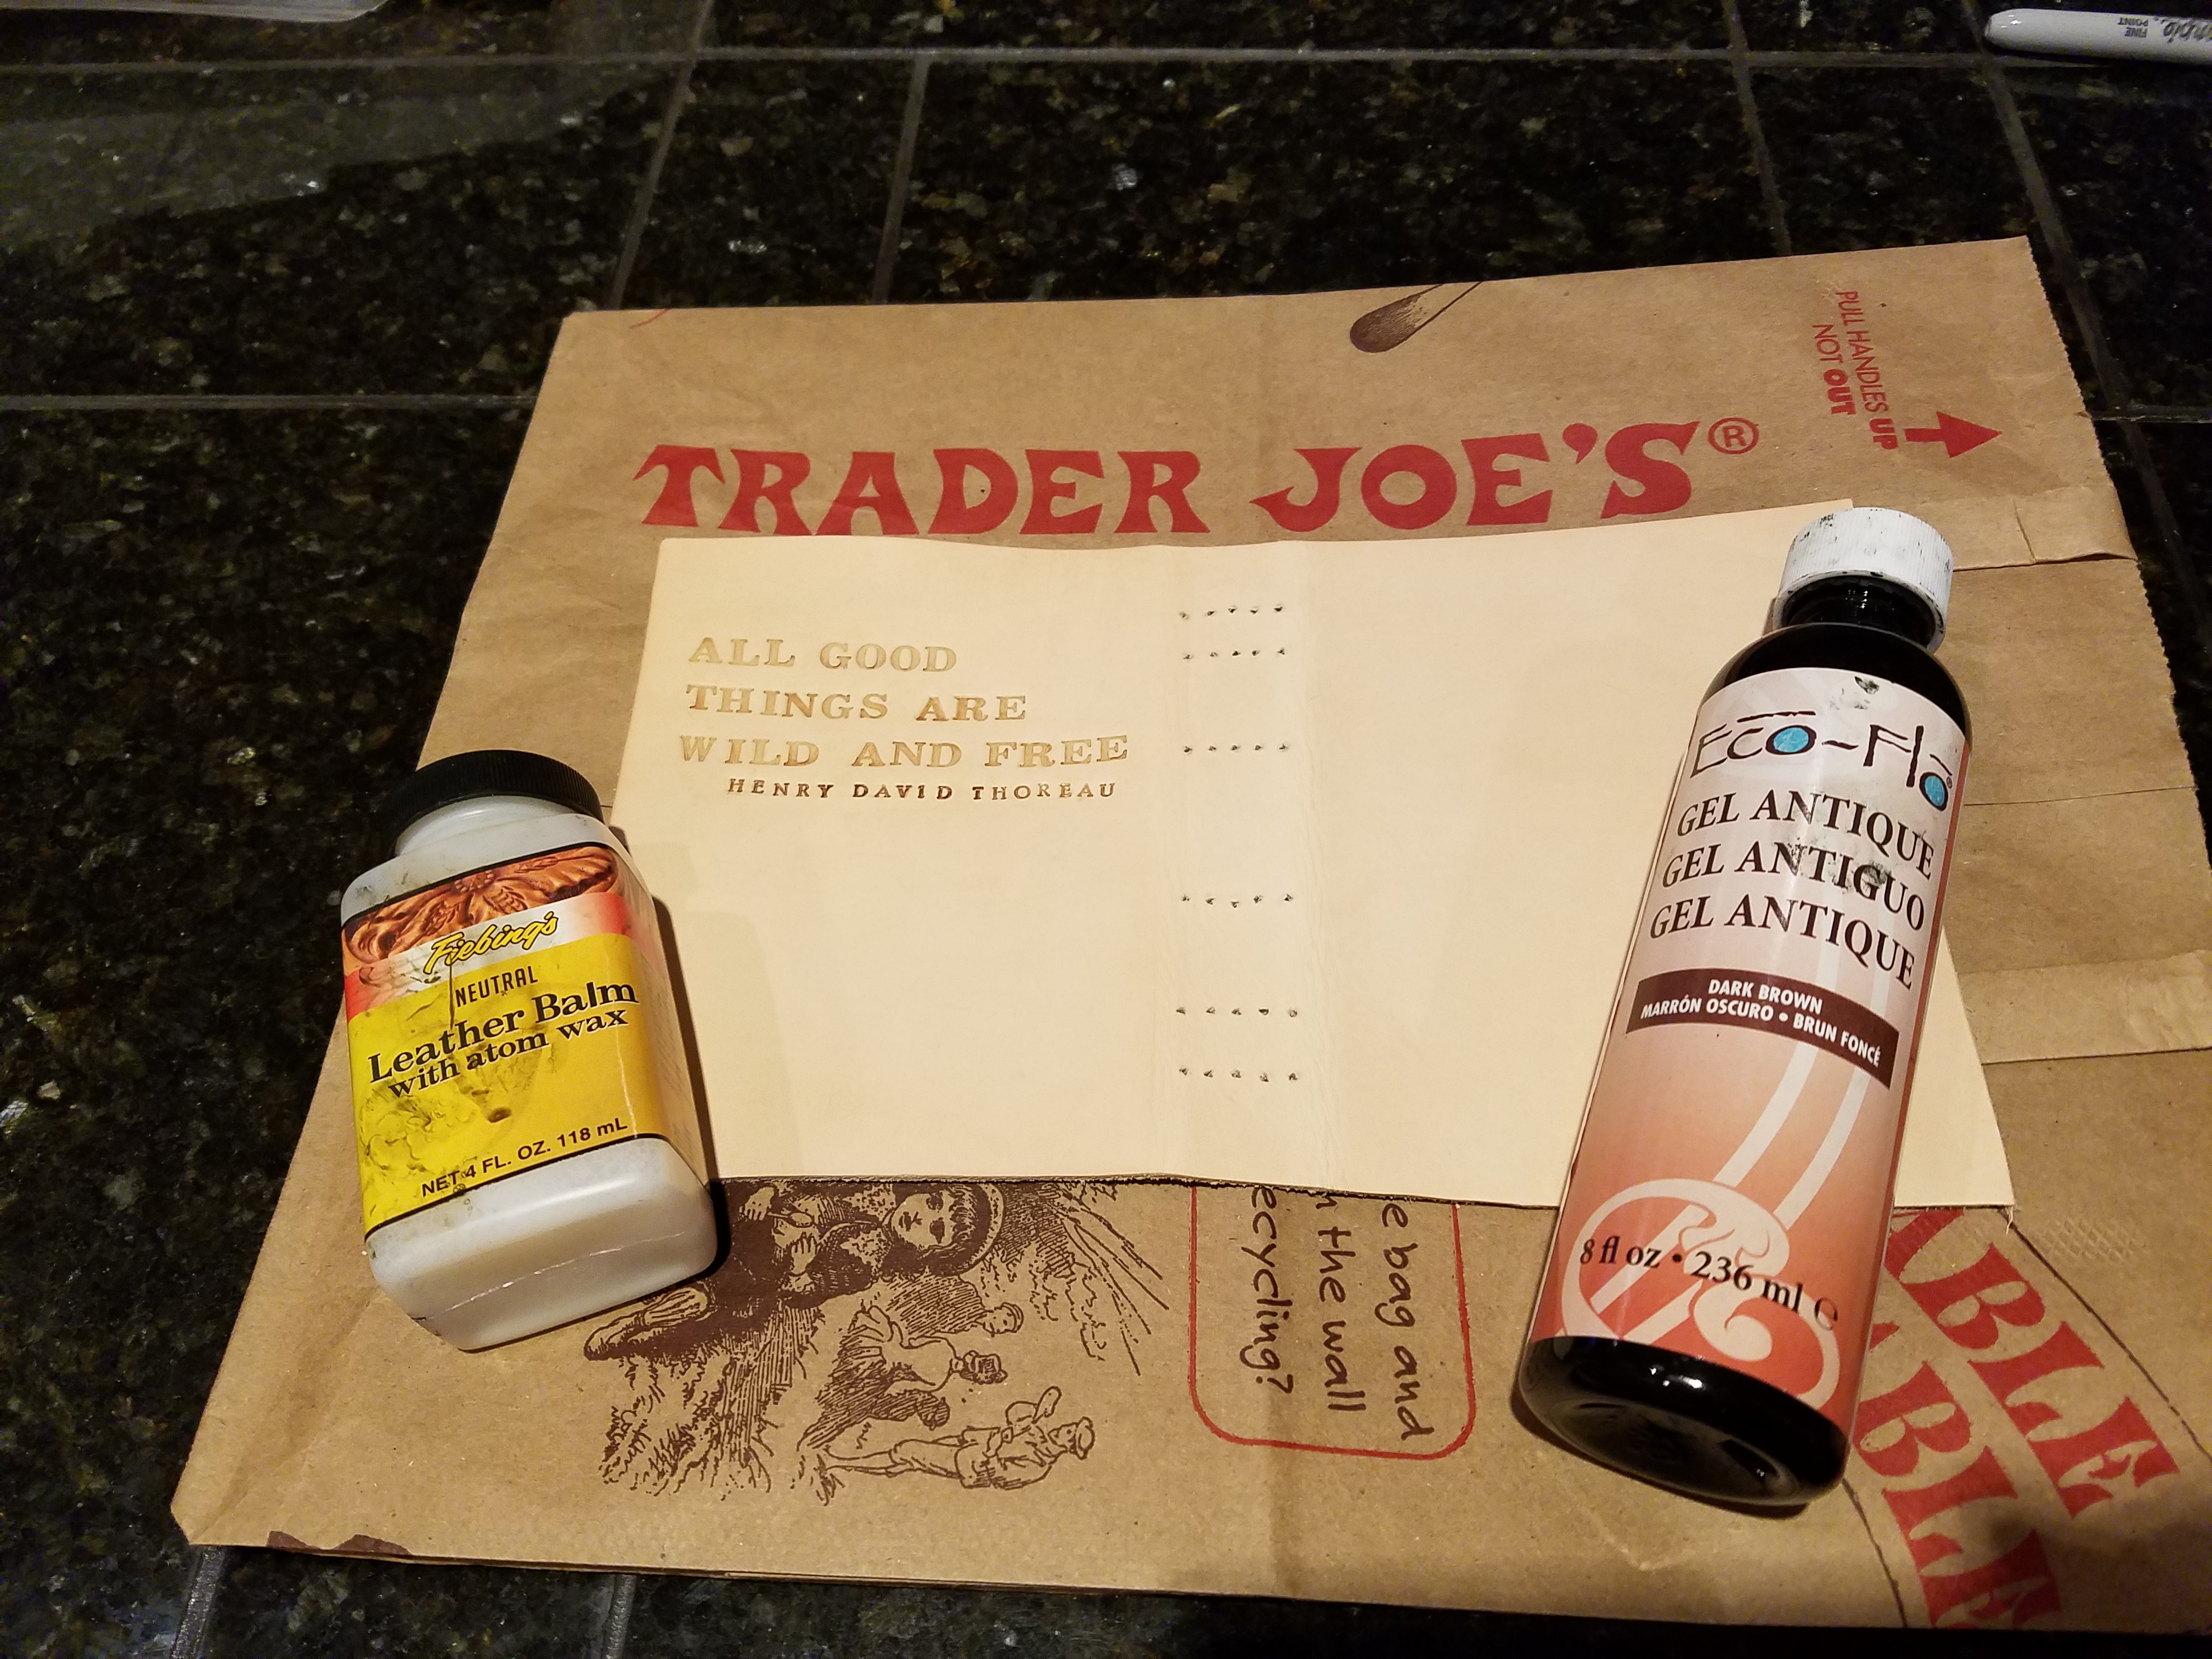 FINE
POINT
PULL HANDLES UP
NOT OUT
TRADER JOE'S®
ALL GOOD
THINGS ARE
WILD AND FREE
HENRY DAVID THOREAU
Fiebing's
NEUTRAL
Leather Balm
with atom wax
NET 4 FL. OZ. 118 mL
Eco-Flo®
GEL ANTIQUE
GEL ANTIGUO
GEL ANTIQUE
DARK BROWN
MARRÓN OSCURO • BRUN FONCÉ
8 fl oz • 236 ml ℮
bag and
the wall